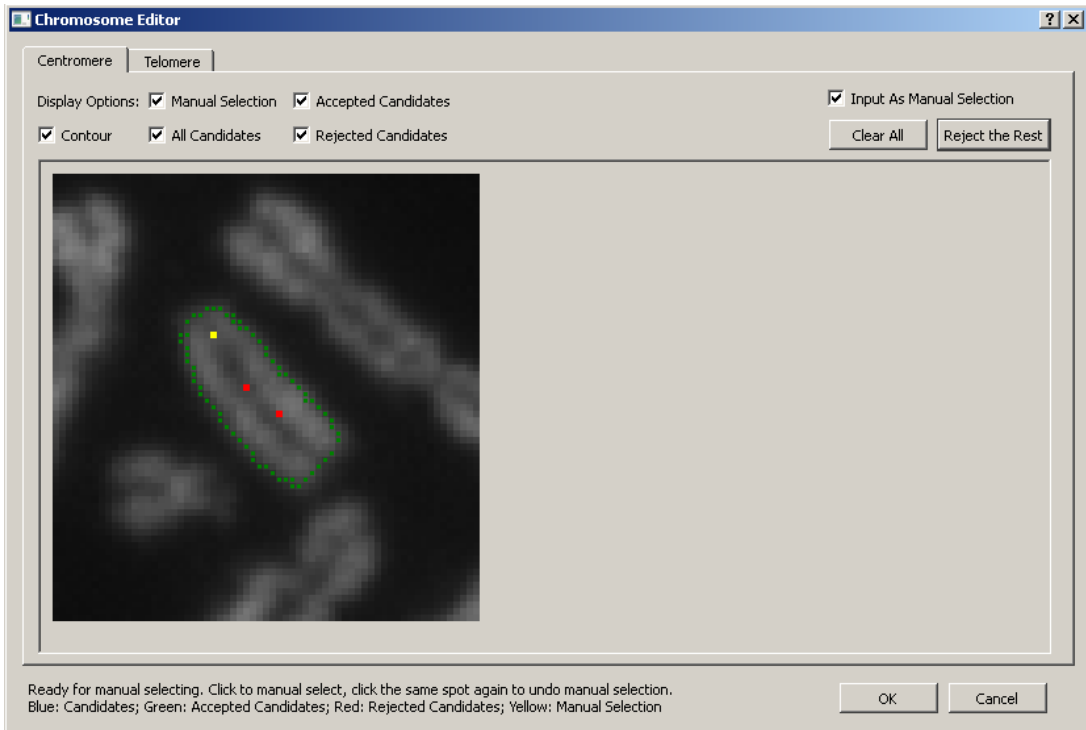 Chromosome Editor
Centromere
Telomere
Display Options: Manual Selection Accepted Candidates
Input As Manual Selection
Contour All Candidates Rejected Candidates
Clear All
Reject the Rest
Ready for manual selecting. Click to manual select, click the same spot again to undo manual selection.
Blue: Candidates; Green: Accepted Candidates; Red: Rejected Candidates; Yellow: Manual Selection
OK
Cancel